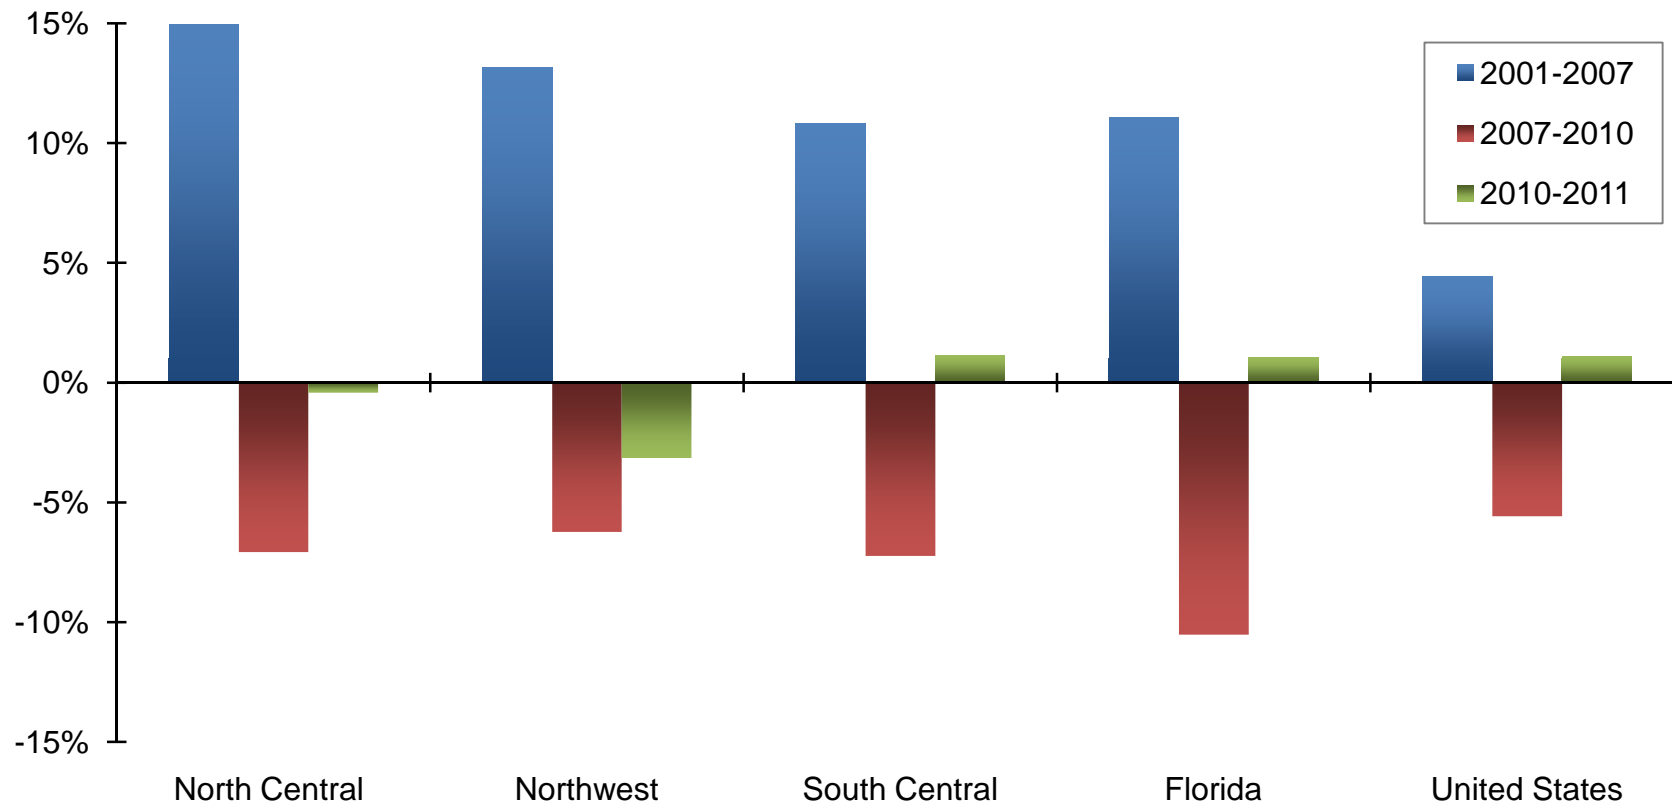 15%
10%
5%
0%
-5%
-10%
-15%
2001-2007
2007-2010
2010-2011
North Central
Northwest
South Central
Florida
United States